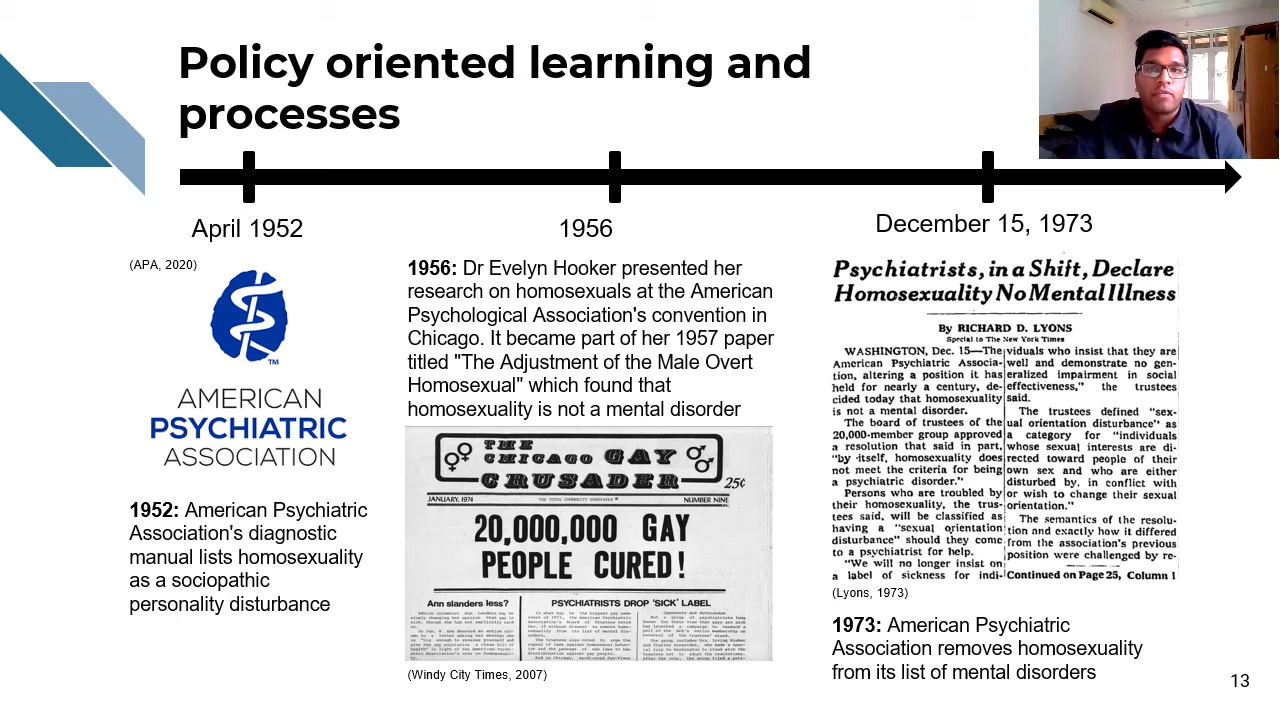 Policy oriented learning and
processes
April 1952
1956
December 15, 1973
(APA, 2020)
TM
AMERICAN
PSYCHIATRIC
ASSOCIATION
1952: American Psychiatric
Association's diagnostic
manual lists homosexuality
as a sociopathic
personality disturbance
1956: Dr Evelyn Hooker presented her
research on homosexuals at the American
Psychological Association's convention in
Chicago. It became part of her 1957 paper
titled "The Adjustment of the Male Overt
Homosexual" which found that
homosexuality is not a mental disorder
THE
CHICAGO GAY
CRUSADER
25¢
JANUARY, 1974
THE TOTAL COMMUNITY NEWSPAPER
NUMBER NINE
20,000,000 GAY
PEOPLE CURED!
Ann slanders less?
PSYCHIATRISTS DROP 'SICK' LABEL
(Windy City Times, 2007)
Psychiatrists, in a Shift, Declare
Homosexuality No Mental Illness
By RICHARD D. LYONS
Special to The New York Times
WASHINGTON, Dec. 15—The
American Psychiatric Associa-
tion, altering a position it has
held for nearly a century, de-
cided today that homosexuality
is not a mental disorder.
The board of trustees of the
20,000-member group approved
a resolution that said in part,
"by itself, homosexuality does
not meet the criteria for being
a psychiatric disorder."
Persons who are troubled by
their homosexuality, the trus-
tees said, will be classified as
having a "sexual orientation
disturbance" should they come
to a psychiatrist for help.
"We will no longer insist on
a label of sickness for indi-
viduals who insist that they are
well and demonstrate no gen-
eralized impairment in social
effectiveness," the trustees
said.
The trustees defined "sex-
ual orientation disturbance" as
a category for "individuals
whose sexual interests are di-
rected toward people of their
own sex and who are either
disturbed by, in conflict with
or wish to change their sexual
orientation."
The semantics of the resolu-
tion and exactly how it differed
from the association's previous
position were challenged by re-
Continued on Page 25, Column 1
(Lyons, 1973)
1973: American Psychiatric
Association removes homosexuality
from its list of mental disorders
13